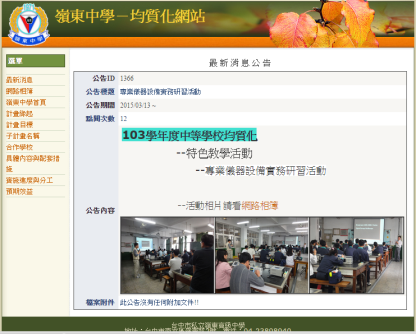 嶺東中學－均質化網站
嶺東中學
選單
最新消息
網路相簿
嶺東中學首頁
計畫緣起
計畫目標
子計畫名稱
合作學校
具體內容與配套措施
實施進度與分工
預期效益
最新消息公告
公告ID 1366
公告標題 專業儀器設備實務研習活動
公告期間 2015/03/13～
點閱次數 12
公告內容
103學年度中等學校均質化
--特色教學活動
--專業儀器設備實務研習活動
--活動相片請看網路相簿
檔案附件 此公告沒有任何附加文件!!
台中市私立嶺東高級中學